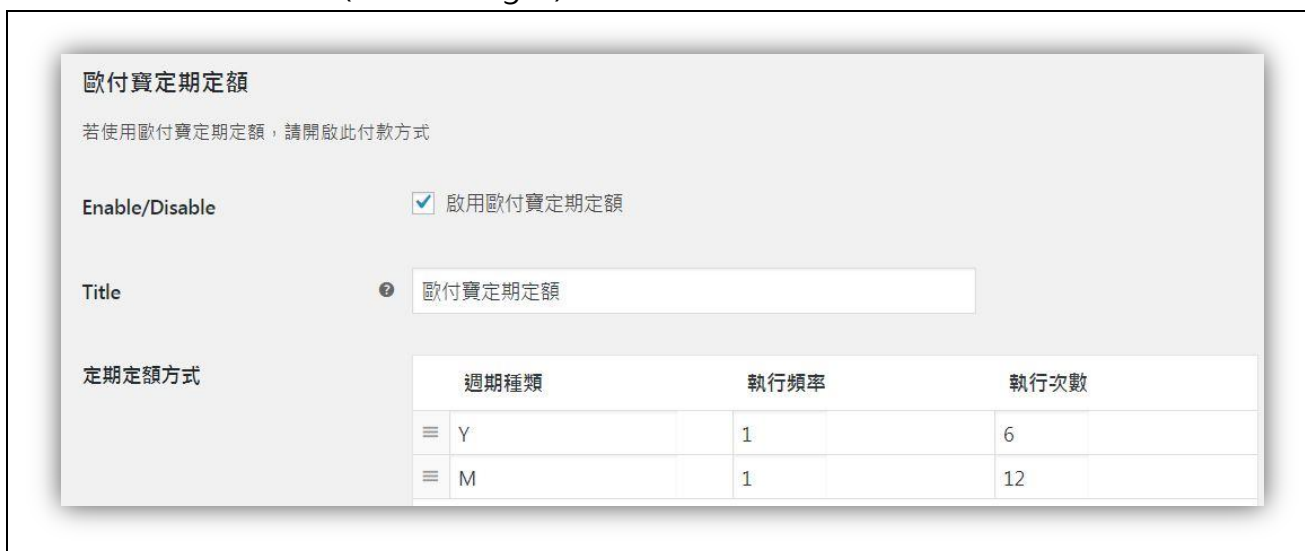 歐付寶定期定額
若使用歐付寶定期定額，請開啟此付款方式
Enable/Disable 啟用歐付寶定期定額
Title 歐付寶定期定額
定期定額方式 週期種類 執行頻率 執行次數
Y 1 6
M 1 12